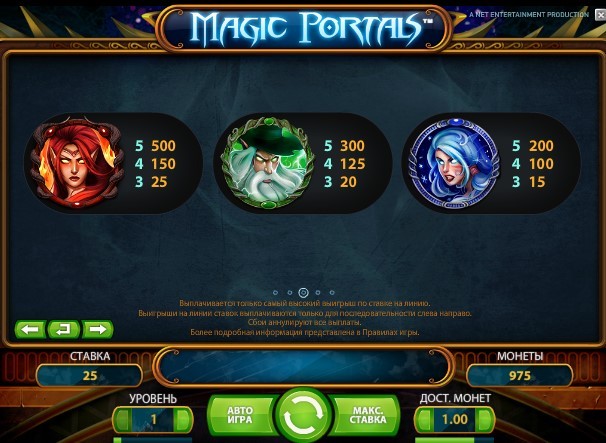 MAGIC PORTALS™
A NET ENTERTAINMENT PRODUCTION
5 500
4 150
3 25
5 300
4 125
3 20
5 200
4 100
3 15
Выплачивается только самый высокий выигрыш по ставке на линию.
Выигрыши на линии ставок выплачиваются только для последовательности слева направо.
Сбои аннулируют все выплаты.
Более подробная информация представлена в Правилах игры.
СТАВКА
25
МОНЕТЫ
975
УРОВЕНЬ
1
АВТО
ИГРА
МАКС.
СТАВКА
ДОСТ. МОНЕТ
1.00